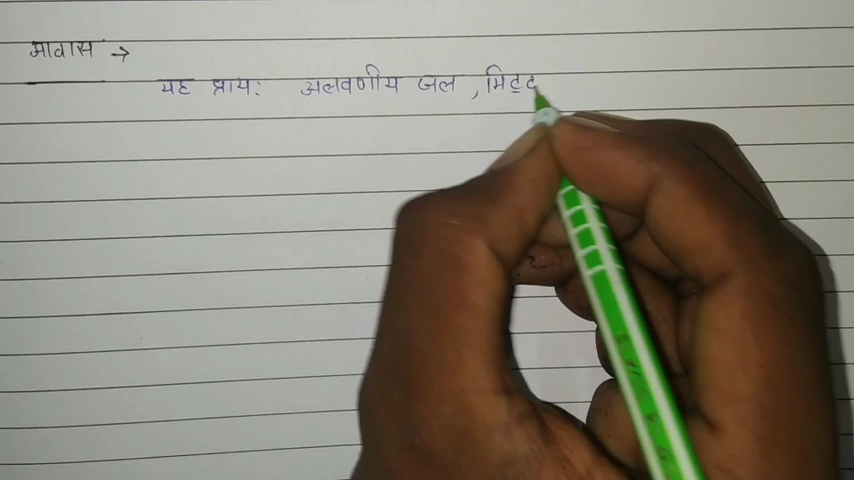 आवास →
यह प्रायः अलवणीय जल , मिट्ट